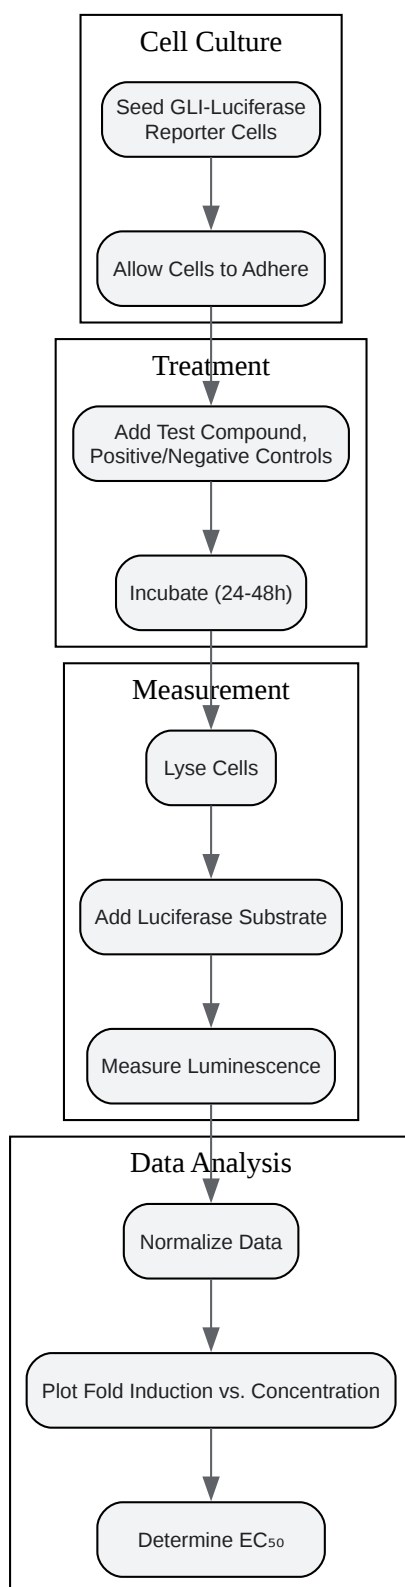 Cell Culture
Seed GLI-Luciferase
Reporter Cells
Allow Cells to Adhere
Treatment
Add Test Compound,
Positive/Negative Controls
Incubate (24-48h)
Measurement
Lyse Cells
Add Luciferase Substrate
Measure Luminescence
Data Analysis
Normalize Data
Plot Fold Induction vs. Concentration
Determine EC₅₀